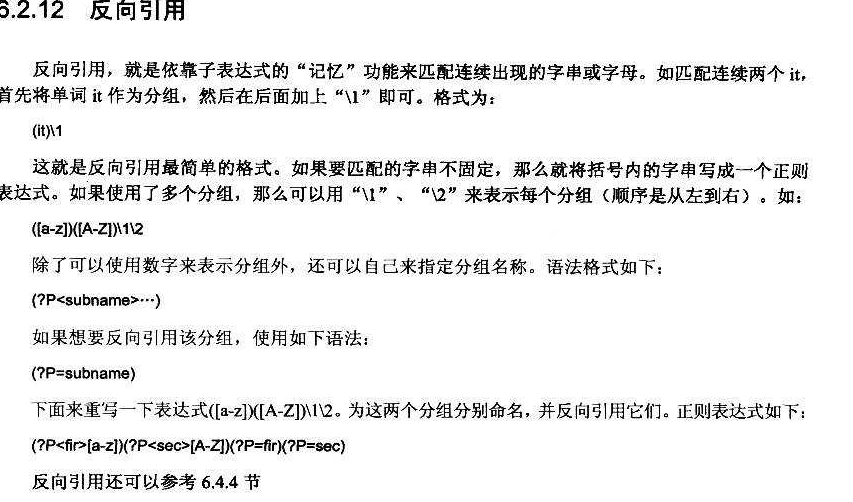 6.2.12 反向引用
反向引用，就是依靠子表达式的“记忆”功能来匹配连续出现的字串或字母。如匹配连续两个 it,
首先将单词 it 作为分组，然后在后面加上“\1”即可。格式为：
(it)\1
这就是反向引用最简单的格式。如果要匹配的字串不固定，那么就将括号内的字串写成一个正则
表达式。如果使用了多个分组，那么可以用“\1”、“\2”来表示每个分组（顺序是从左到右）。如：
([a-z])([A-Z])\1\2
除了可以使用数字来表示分组外，还可以自己来指定分组名称。语法格式如下：
(?P<subname>…)
如果想要反向引用该分组，使用如下语法：
(?P=subname)
下面来重写一下表达式([a-z])([A-Z])\1\2。为这两个分组分别命名，并反向引用它们。正则表达式如下：
(?P<fir>[a-z])(?P<sec>[A-Z])(?P=fir)(?P=sec)
反向引用还可以参考 6.4.4 节